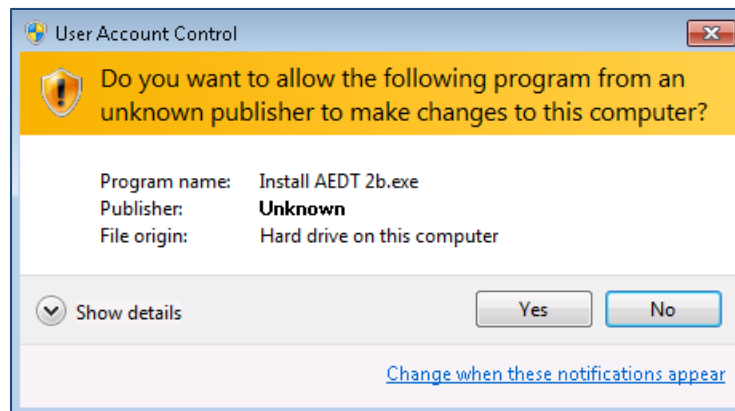 User Account Control
Do you want to allow the following program from an
unknown publisher to make changes to this computer?
Program name: Install AEDT 2b.exe
Publisher: Unknown
File origin: Hard drive on this computer
Show details
Yes
No
Change when these notifications appear